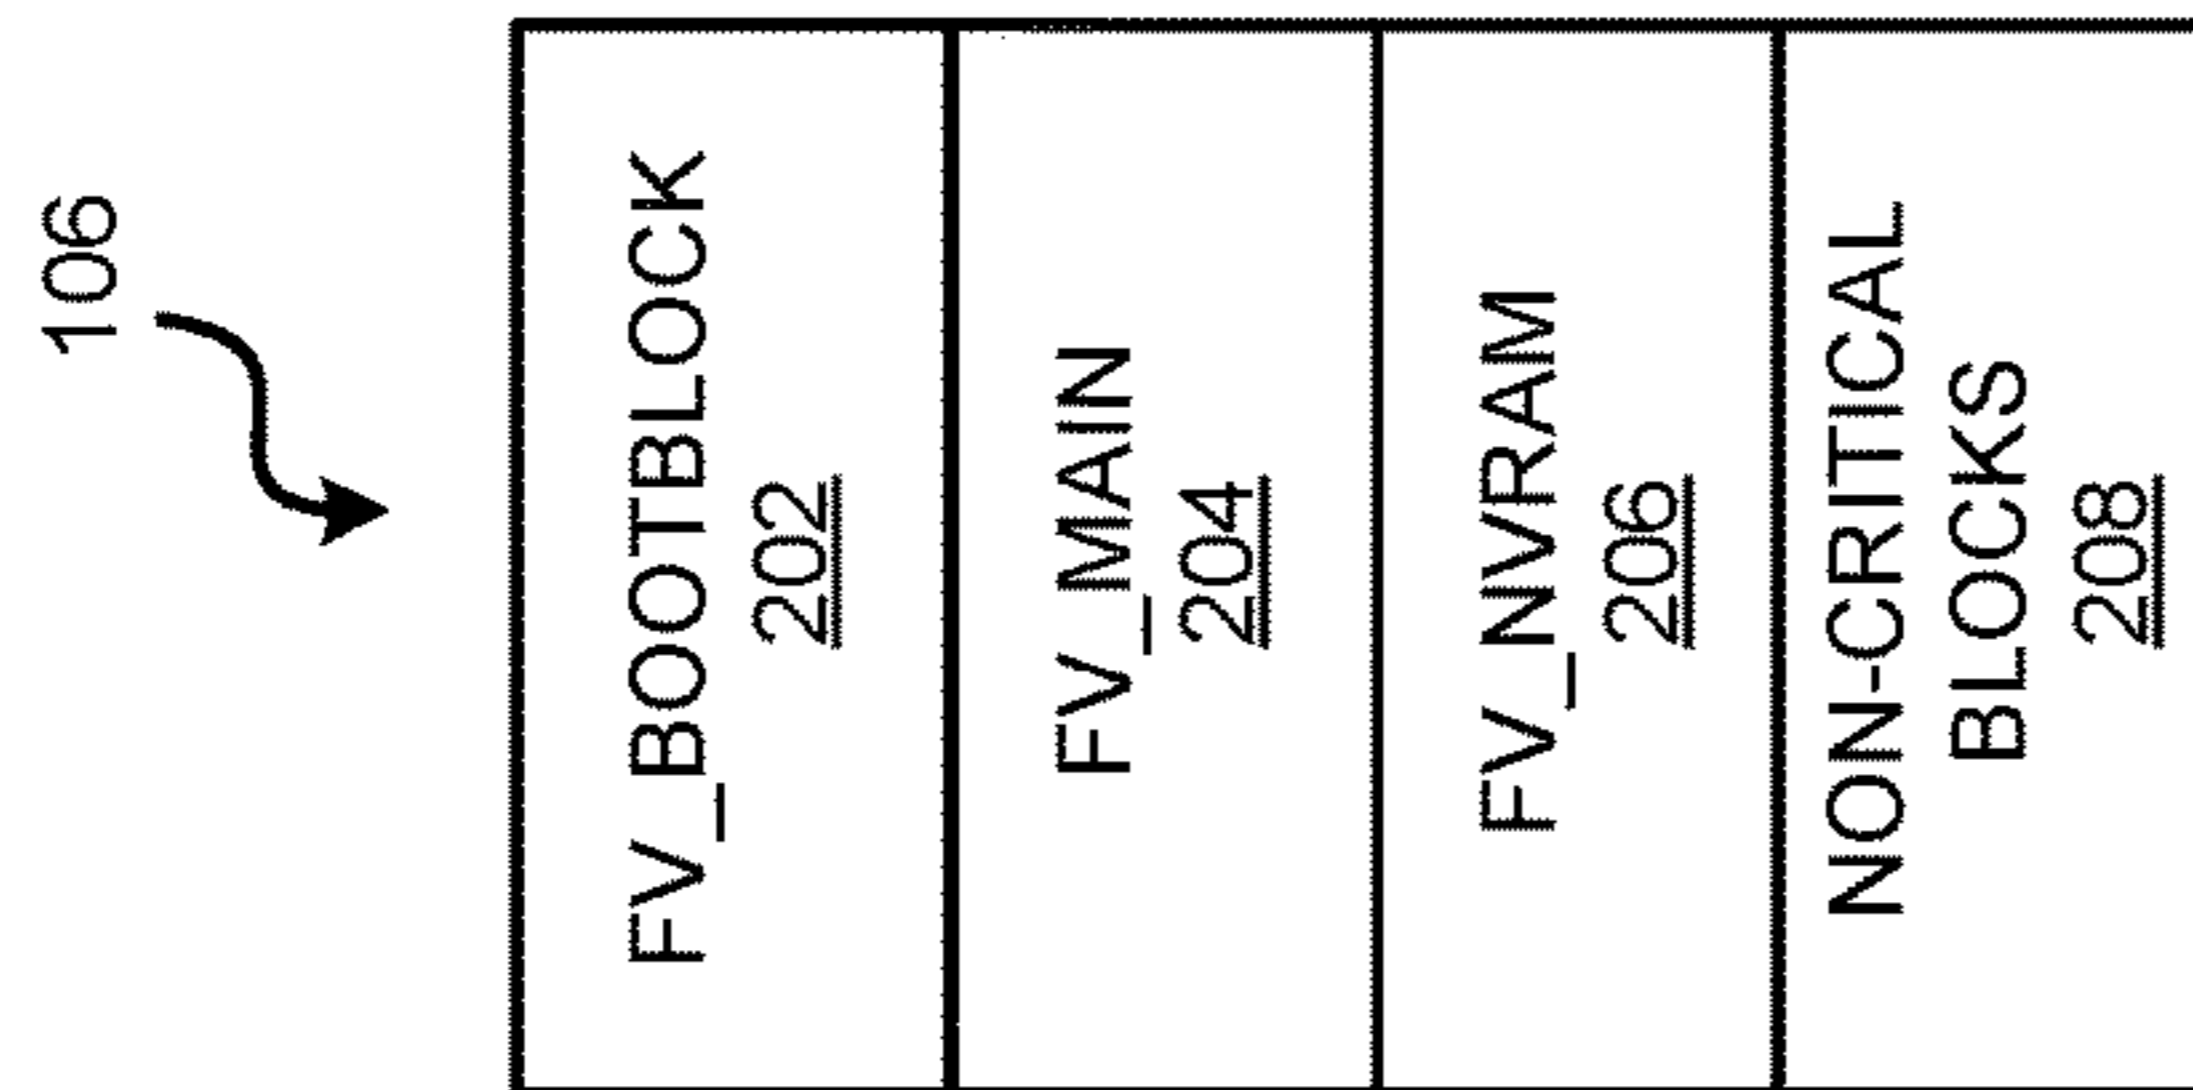 106
FV_BOOTBLOCK
202
FV_MAIN
204
FV_NVRAM
206
NON-CRITICAL
BLOCKS
208